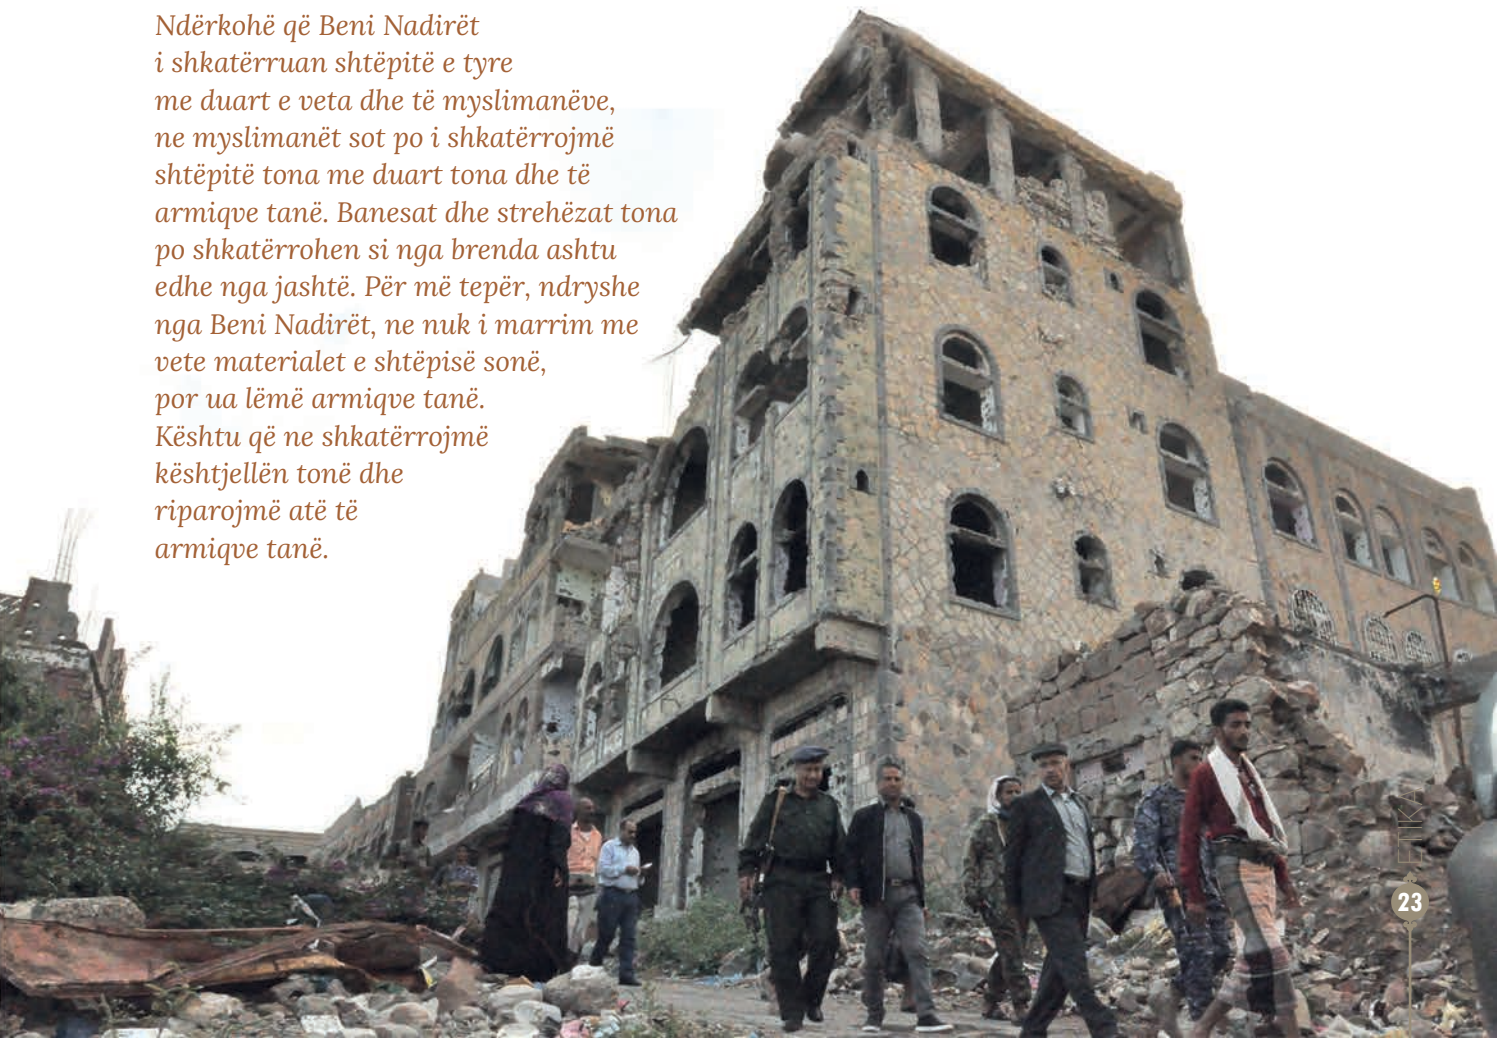 Ndërkohë që Beni Nadirët
i shkatërruan shtëpitë e tyre
me duart e veta dhe të myslimanëve,
ne myslimanët sot po i shkatërrojmë
shtëpitë tona me duart tona dhe të
armiqve tanë. Banesat dhe strehëzat tona
po shkatërrohen si nga brenda ashtu
edhe nga jashtë. Për më tepër, ndryshe
nga Beni Nadirët, ne nuk i marrim me
vete materialet e shtëpisë sonë,
por ua lëmë armiqve tanë.
Kështu që ne shkatërrojmë
kështjellën tonë dhe
riparojmë atë të
armiqve tanë.
ETIKA
23